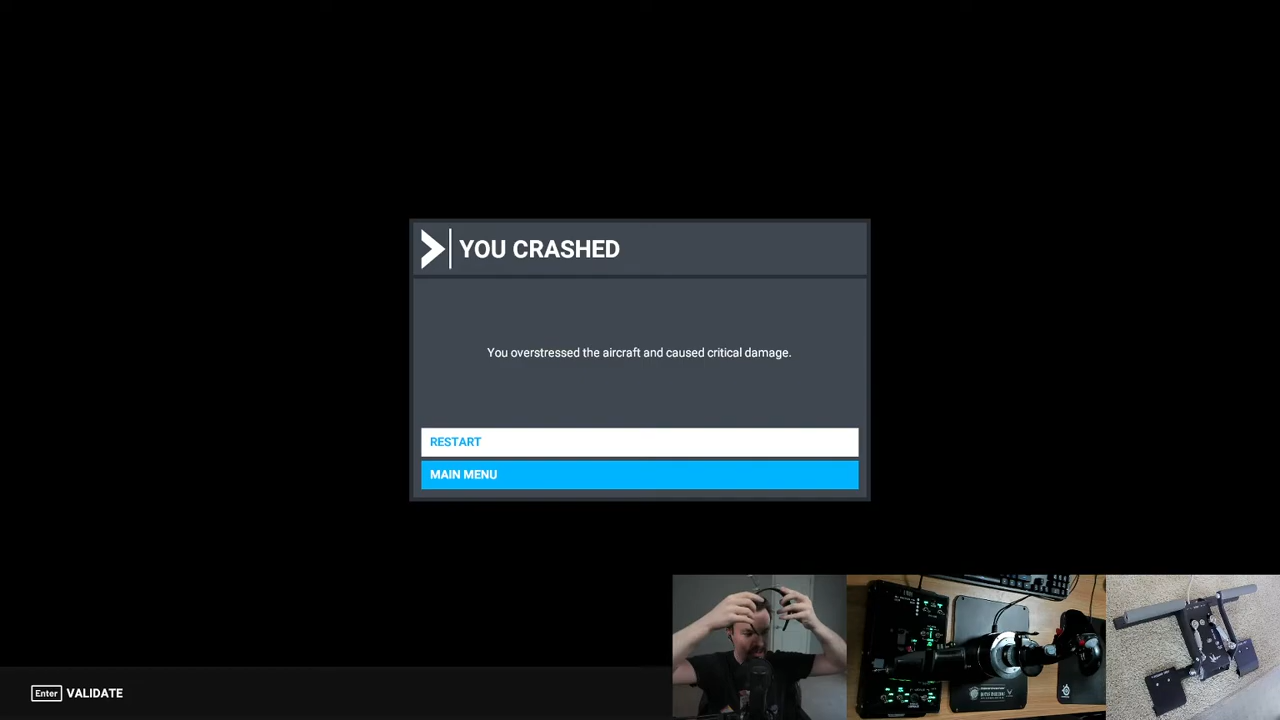 YOU CRASHED
You overstressed the aircraft and caused critical damage.
RESTART
MAIN MENU
Enter VALIDATE